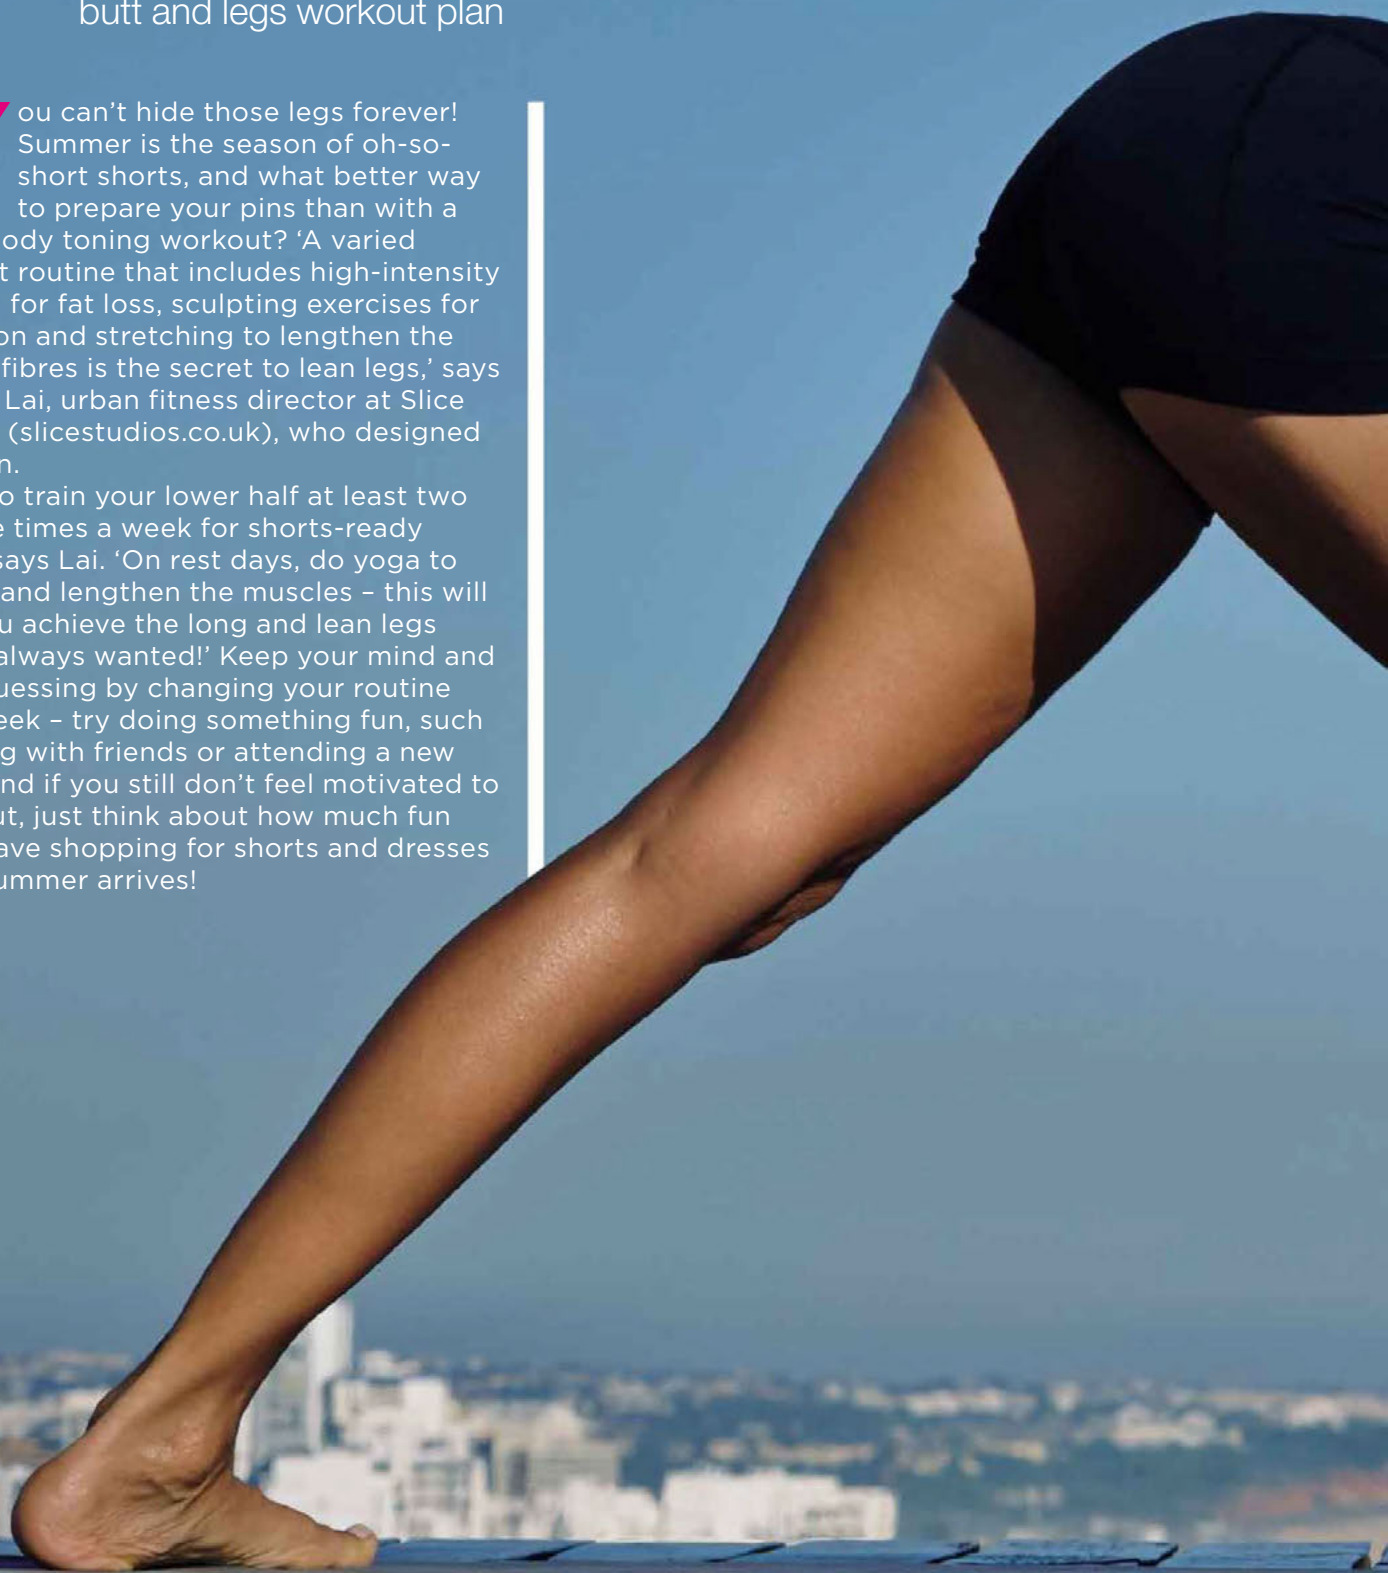 butt and legs workout plan
ou can’t hide those legs forever!
Summer is the season of oh-so-
short shorts, and what better way
to prepare your pins than with a
ody toning workout? ‘A varied
t routine that includes high-intensity
for fat loss, sculpting exercises for
on and stretching to lengthen the
fibres is the secret to lean legs,’ says
Lai, urban fitness director at Slice
(slicestudios.co.uk), who designed
n.
o train your lower half at least two
e times a week for shorts-ready
says Lai. ‘On rest days, do yoga to
and lengthen the muscles – this will
u achieve the long and lean legs
always wanted!’ Keep your mind and
uessing by changing your routine
eek – try doing something fun, such
g with friends or attending a new
nd if you still don’t feel motivated to
ut, just think about how much fun
ave shopping for shorts and dresses
ummer arrives!